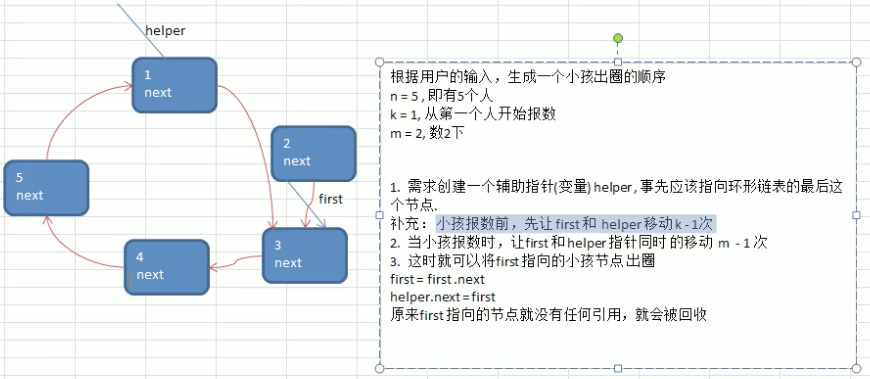 helper
1
next
2
next
first
5
next
3
next
4
next
根据用户的输入，生成一个小孩出圈的顺序
n = 5 , 即有5个人
k = 1, 从第一个人开始报数
m = 2, 数2下
1. 需求创建一个辅助指针(变量) helper , 事先应该指向环形链表的最后这
个节点.
补充：小孩报数前，先让 first 和 helper 移动 k - 1次
2. 当小孩报数时，让first 和 helper 指针同时 的移动 m - 1 次
3. 这时就可以将first 指向的小孩节点 出圈
first = first .next
helper.next = first
原来first 指向的节点就没有任何引用，就会被回收